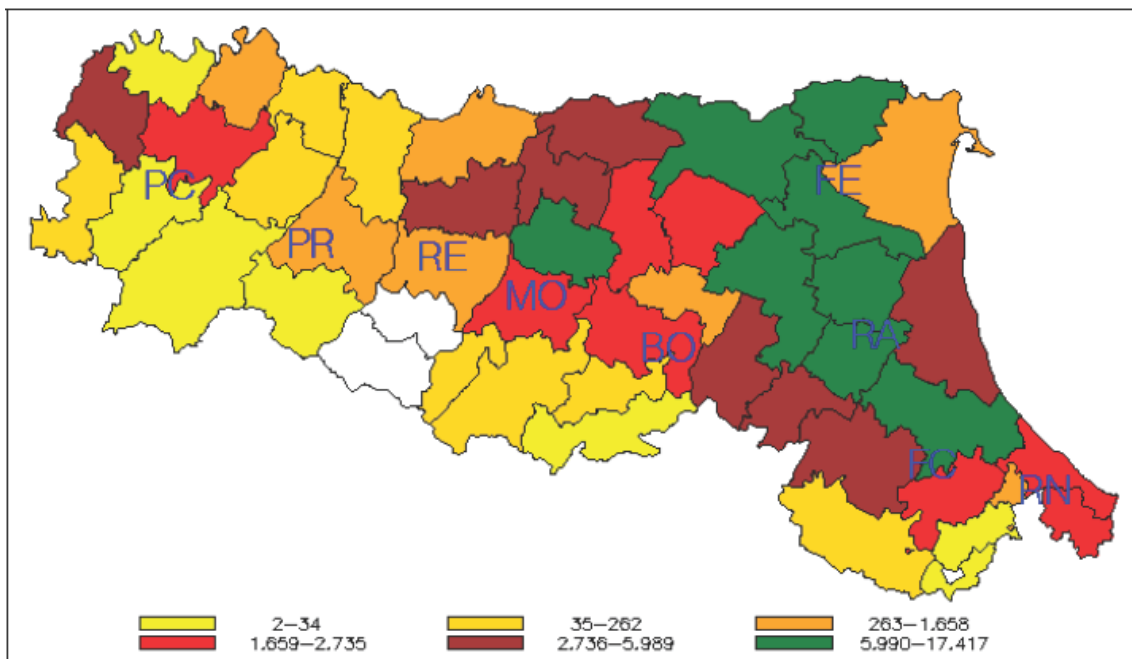 PC
FE
PR
RE
MO
RA
BO
FC
RN
2-34
35-262
263-1.658
1.659-2.735
2.736-5.989
5.990-17.417